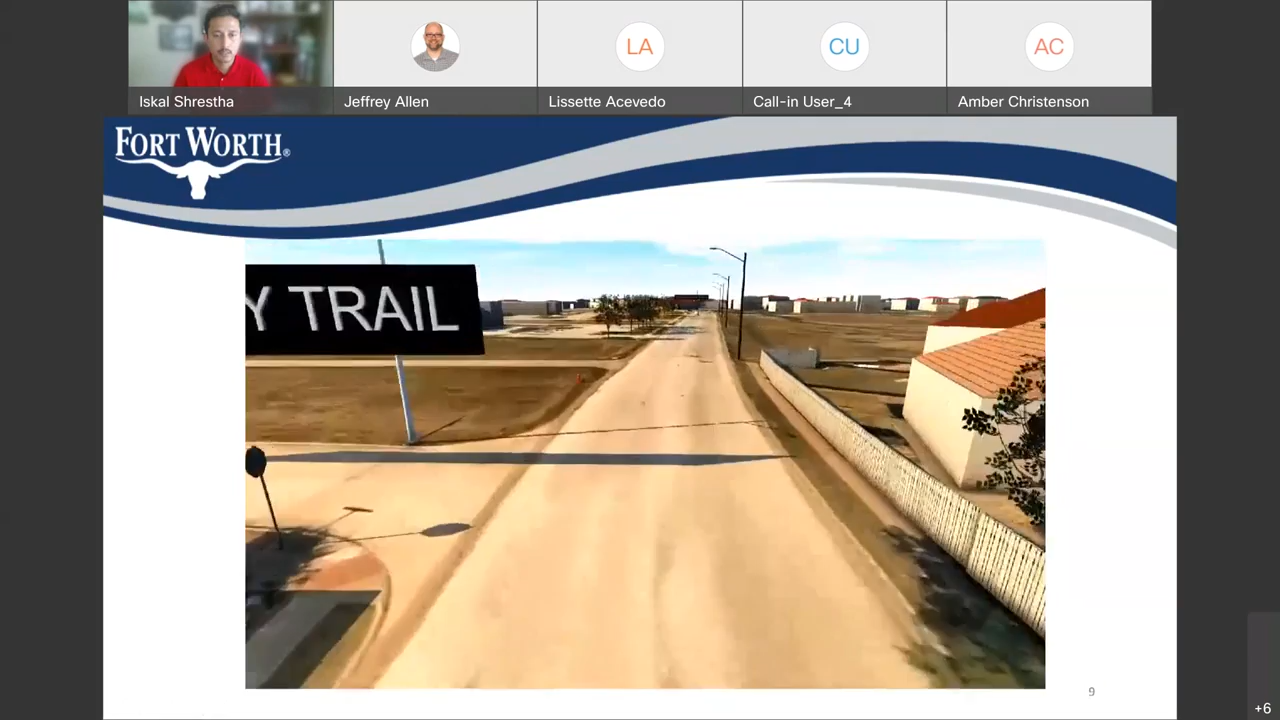 Iskal Shrestha
Jeffrey Allen
LA
Lissette Acevedo
CU
Call-in User_4
AC
Amber Christenson
FORT WORTH®
Y TRAIL
9
+6